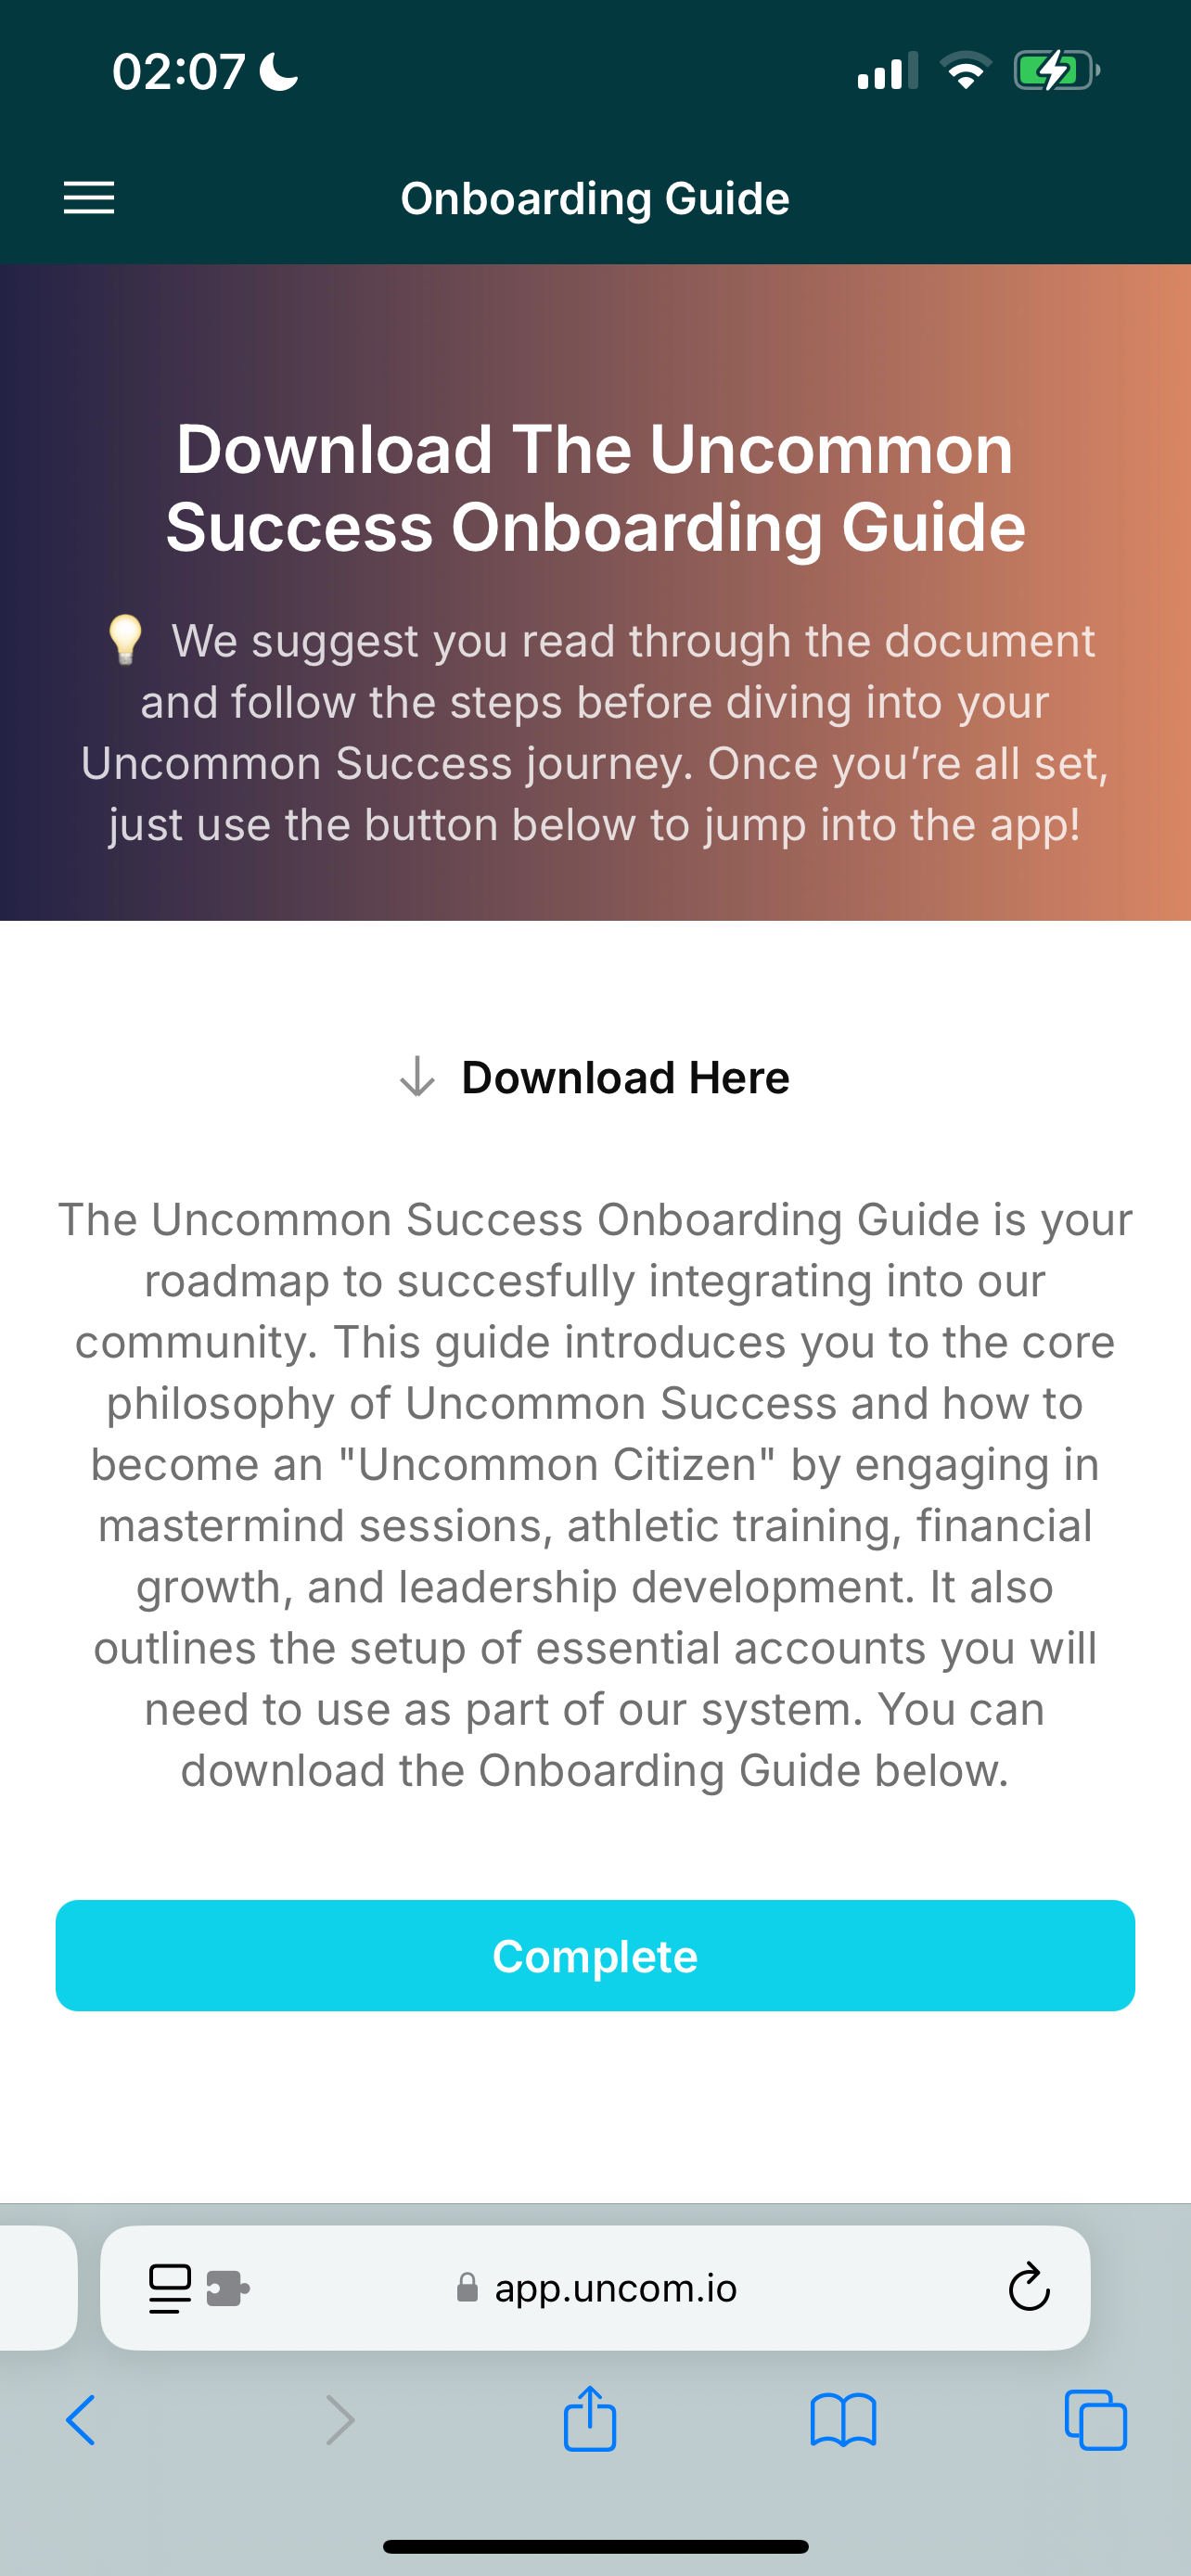 02:07
Onboarding Guide
Download The Uncommon
Success Onboarding Guide
💡 We suggest you read through the document
and follow the steps before diving into your
Uncommon Success journey. Once you’re all set,
just use the button below to jump into the app!
↓ Download Here
The Uncommon Success Onboarding Guide is your
roadmap to succesfully integrating into our
community. This guide introduces you to the core
philosophy of Uncommon Success and how to
become an "Uncommon Citizen" by engaging in
mastermind sessions, athletic training, financial
growth, and leadership development. It also
outlines the setup of essential accounts you will
need to use as part of our system. You can
download the Onboarding Guide below.
Complete
app.uncom.io